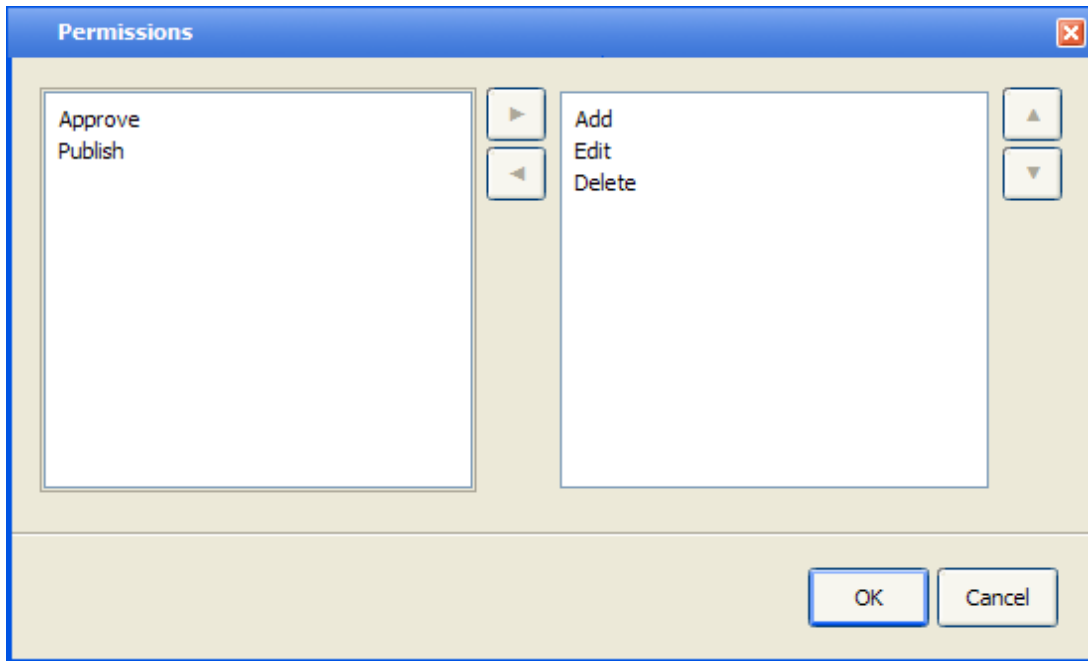 Permissions
Approve
Publish
Add
Edit
Delete
OK
Cancel